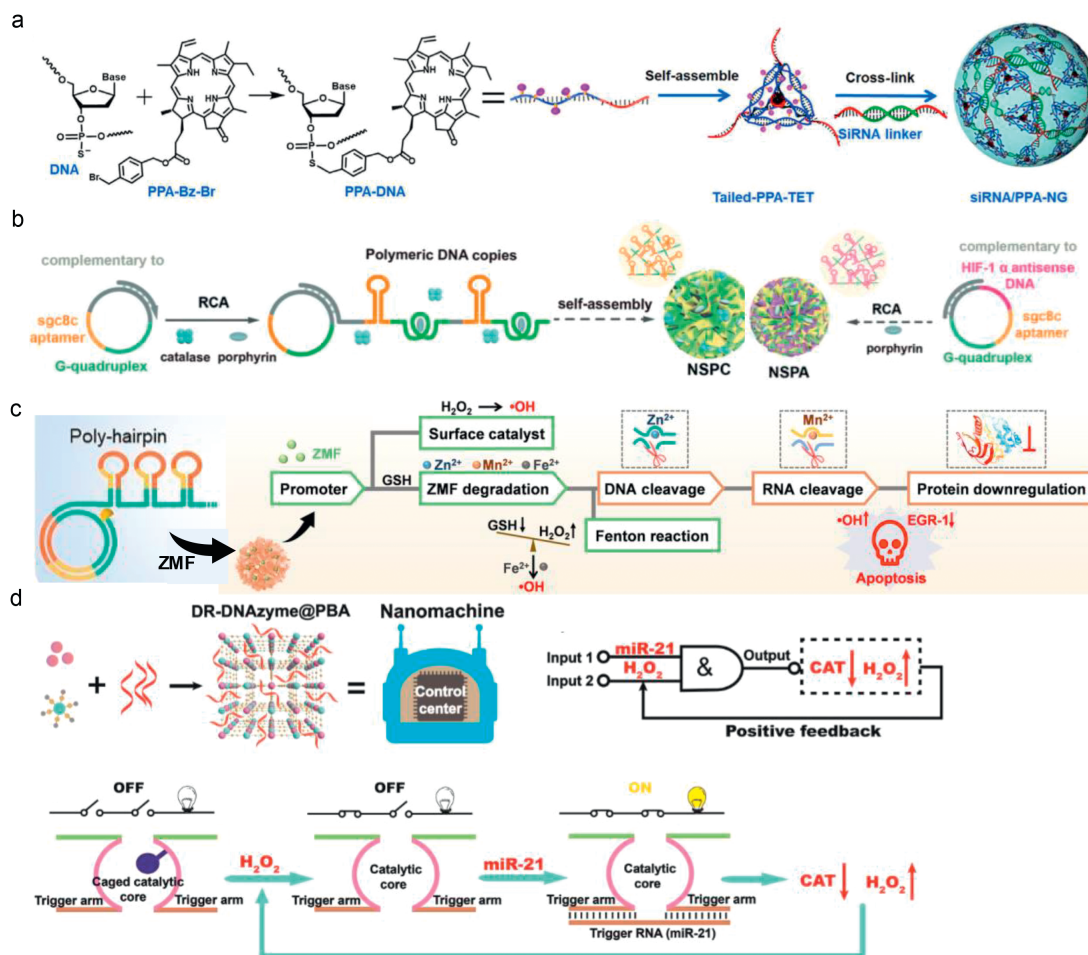 a
Base
Base
O
O
O
O
O=P-O
S⁻
DNA
+
Br
O
O
NH
N
N
HN
O
PPA-Bz-Br
O=P-O
S
O
O
NH
N
N
HN
O
PPA-DNA
=
Self-assemble
Tailed-PPA-TET
Cross-link
SiRNA linker
siRNA/PPA-NG
b
complementary to
sgc8c
aptamer
G-quadruplex
RCA
catalase
porphyrin
Polymeric DNA copies
self-assembly
NSPC
NSPA
RCA
porphyrin
complementary to
HIF-1 α antisense
DNA
sgc8c
aptamer
G-quadruplex
c
Poly-hairpin
ZMF
ZMF
Promoter
GSH
H₂O₂ → •OH
Surface catalyst
Zn²⁺ Mn²⁺ Fe²⁺
ZMF degradation
GSH↓ H₂O₂↑
Fe²⁺
•OH
Zn²⁺
DNA cleavage
Fenton reaction
Mn²⁺
RNA cleavage
Protein downregulation
•OH↑ EGR-1↓
Apoptosis
d
DR-DNAzyme@PBA
+
=
Nanomachine
Control
center
Input 1
miR-21
Input 2
H₂O₂
&
Output
CAT↓ H₂O₂↑
Positive feedback
OFF
Caged catalytic
core
Trigger arm
Trigger arm
H₂O₂
OFF
Catalytic
core
Trigger arm
Trigger arm
miR-21
ON
Catalytic
core
Trigger arm
Trigger arm
Trigger RNA (miR-21)
CAT↓ H₂O₂↑